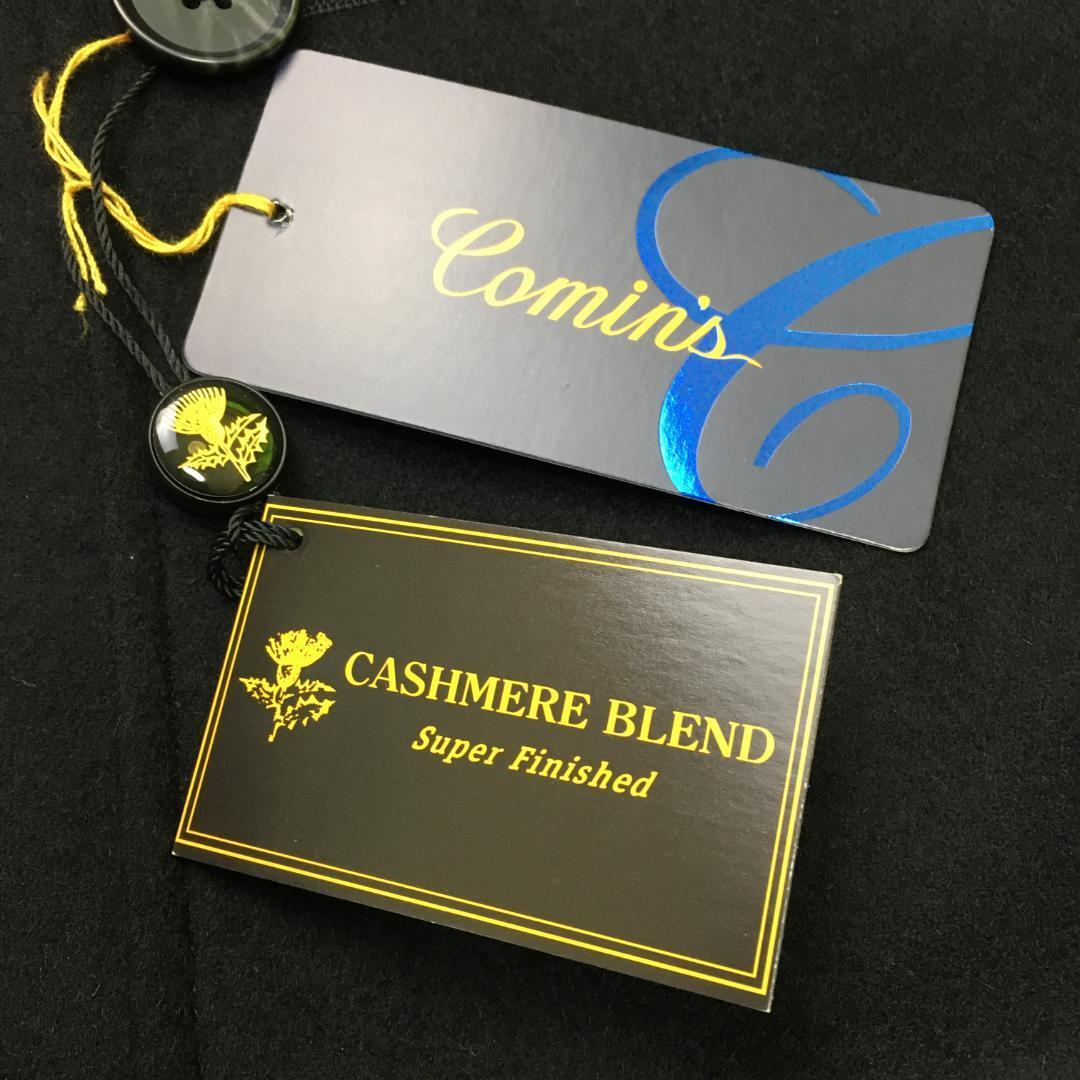 Comin's
CASHMERE BLEND
Super Finished